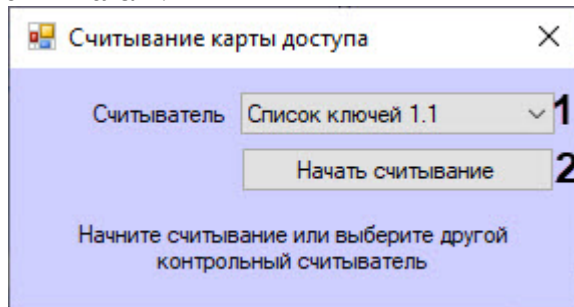 Считывание карты доступа
Считыватель Список ключей 1.1 1
Начать считывание 2
Начните считывание или выберите другой
контрольный считыватель